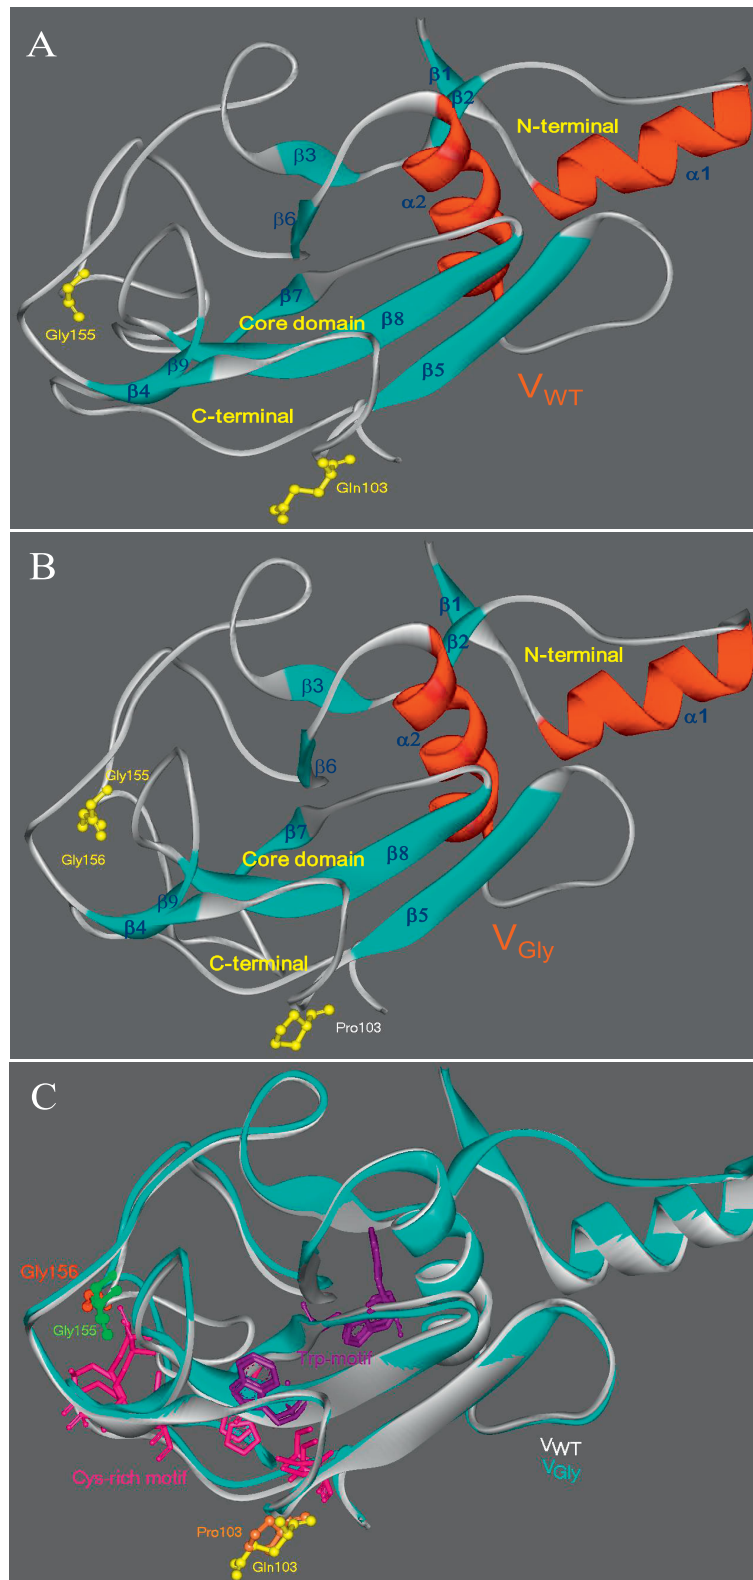 A
β1
β2
N-terminal
β3
α1
α2
β6
β7
Gly155
Core domain
β8
β9
β5
β4
VWT
C-terminal
Gln103
B
β1
β2
N-terminal
β3
α1
α2
β6
Gly155
β7
Gly156
Core domain
β8
β9
β5
β4
VGly
C-terminal
Pro103
C
Gly156
Gly155
Trp-motif
VWT
VGly
Cys-rich motif
Pro103
Gln103